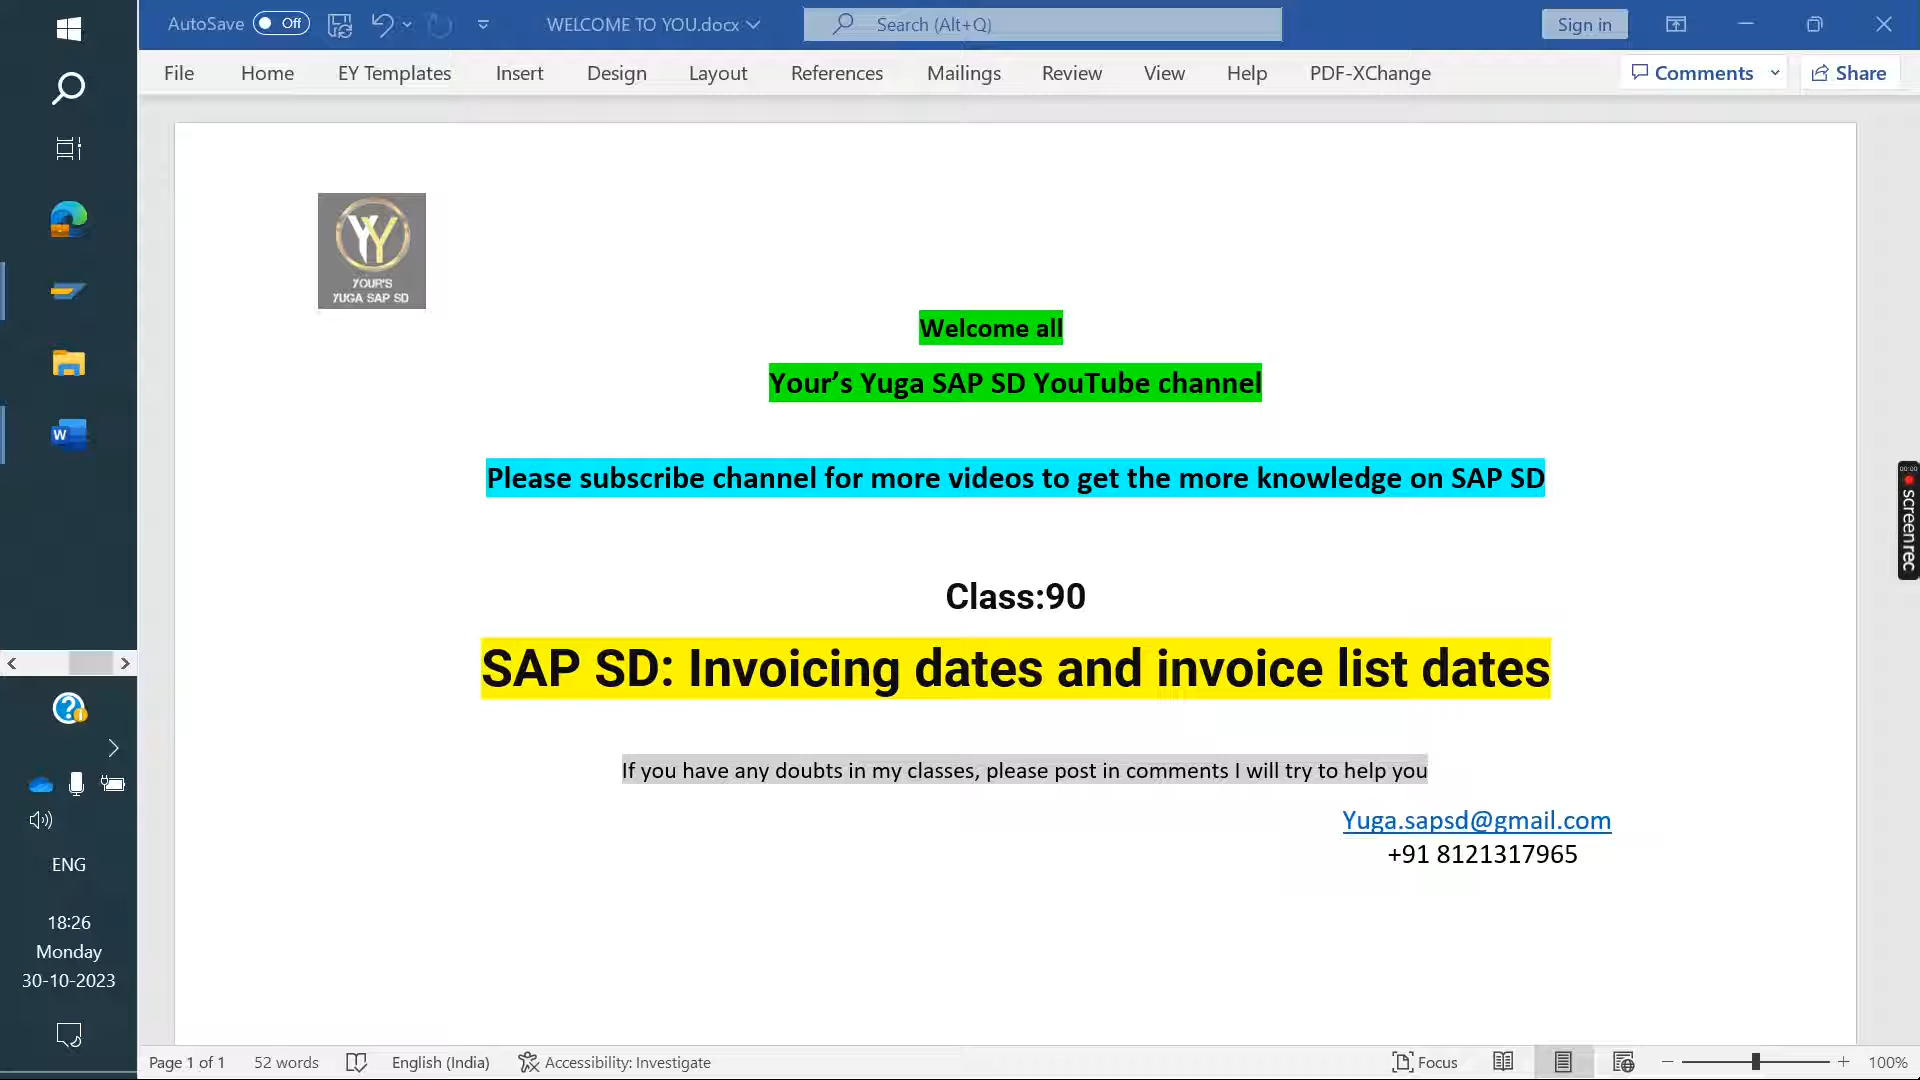 AutoSave Off WELCOME TO YOU.docx Search (Alt+Q) Sign in
File Home EY Templates Insert Design Layout References Mailings Review View Help PDF-XChange Comments Share
YY
YOUR'S
YUGA SAP SD
Welcome all
Your’s Yuga SAP SD YouTube channel
Please subscribe channel for more videos to get the more knowledge on SAP SD
Class:90
SAP SD: Invoicing dates and invoice list dates
If you have any doubts in my classes, please post in comments I will try to help you
Yuga.sapsd@gmail.com
+91 8121317965
00:00
screenrec
W
ENG
18:26
Monday
30-10-2023
Page 1 of 1 52 words English (India) Accessibility: Investigate Focus 100%